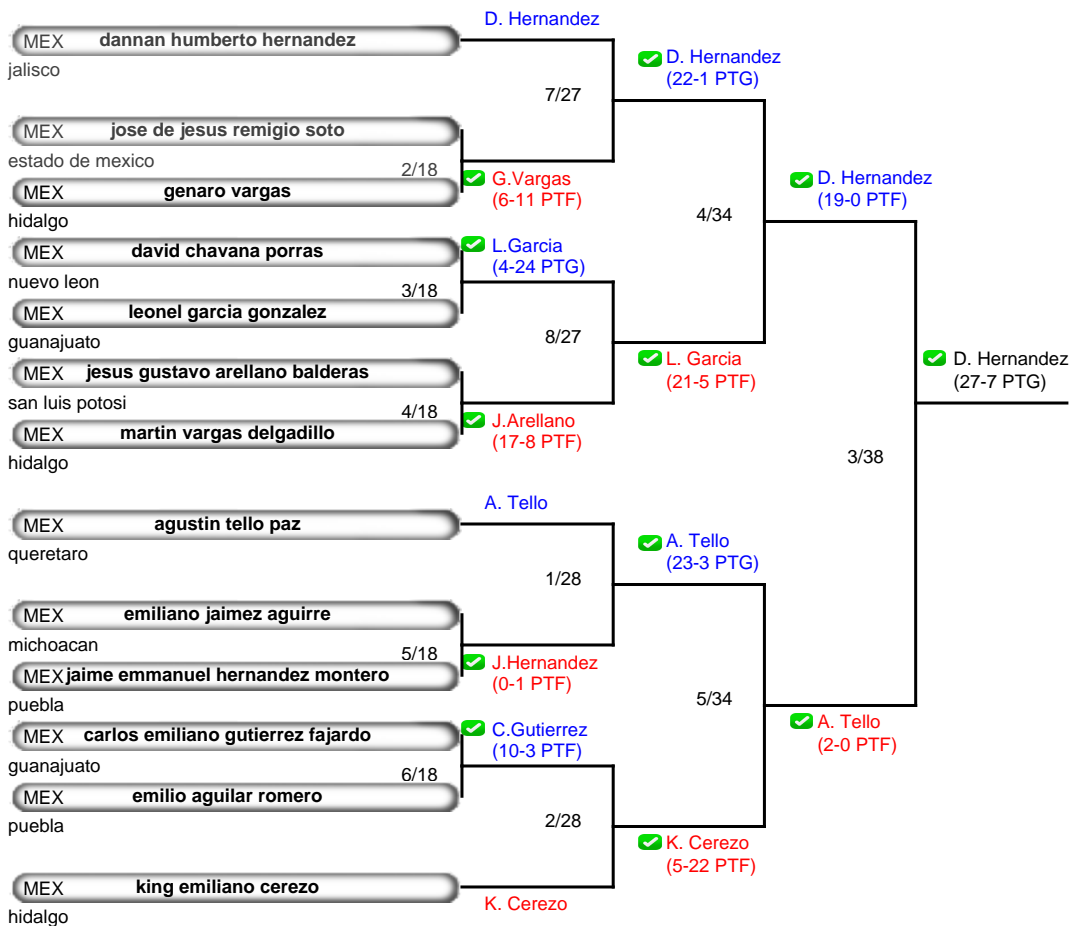 D. Hernandez
MEX dannan humberto hernandez
jalisco
7/27
D. Hernandez
(22-1 PTG)
MEX jose de jesus remigio soto
estado de mexico
2/18
MEX genaro vargas
hidalgo
G.Vargas
(6-11 PTF)
4/34
D. Hernandez
(19-0 PTF)
MEX david chavana porras
nuevo leon
3/18
MEX leonel garcia gonzalez
guanajuato
L.Garcia
(4-24 PTG)
8/27
L. Garcia
(21-5 PTF)
MEX jesus gustavo arellano balderas
san luis potosi
4/18
MEX martin vargas delgadillo
hidalgo
J.Arellano
(17-8 PTF)
3/38
D. Hernandez
(27-7 PTG)
A. Tello
MEX agustin tello paz
queretaro
1/28
A. Tello
(23-3 PTG)
MEX emiliano jaimez aguirre
michoacan
5/18
MEX jaime emmanuel hernandez montero
puebla
J.Hernandez
(0-1 PTF)
5/34
A. Tello
(2-0 PTF)
MEX carlos emiliano gutierrez fajardo
guanajuato
6/18
MEX emilio aguilar romero
puebla
C.Gutierrez
(10-3 PTF)
2/28
K. Cerezo
(5-22 PTF)
MEX king emiliano cerezo
hidalgo
K. Cerezo